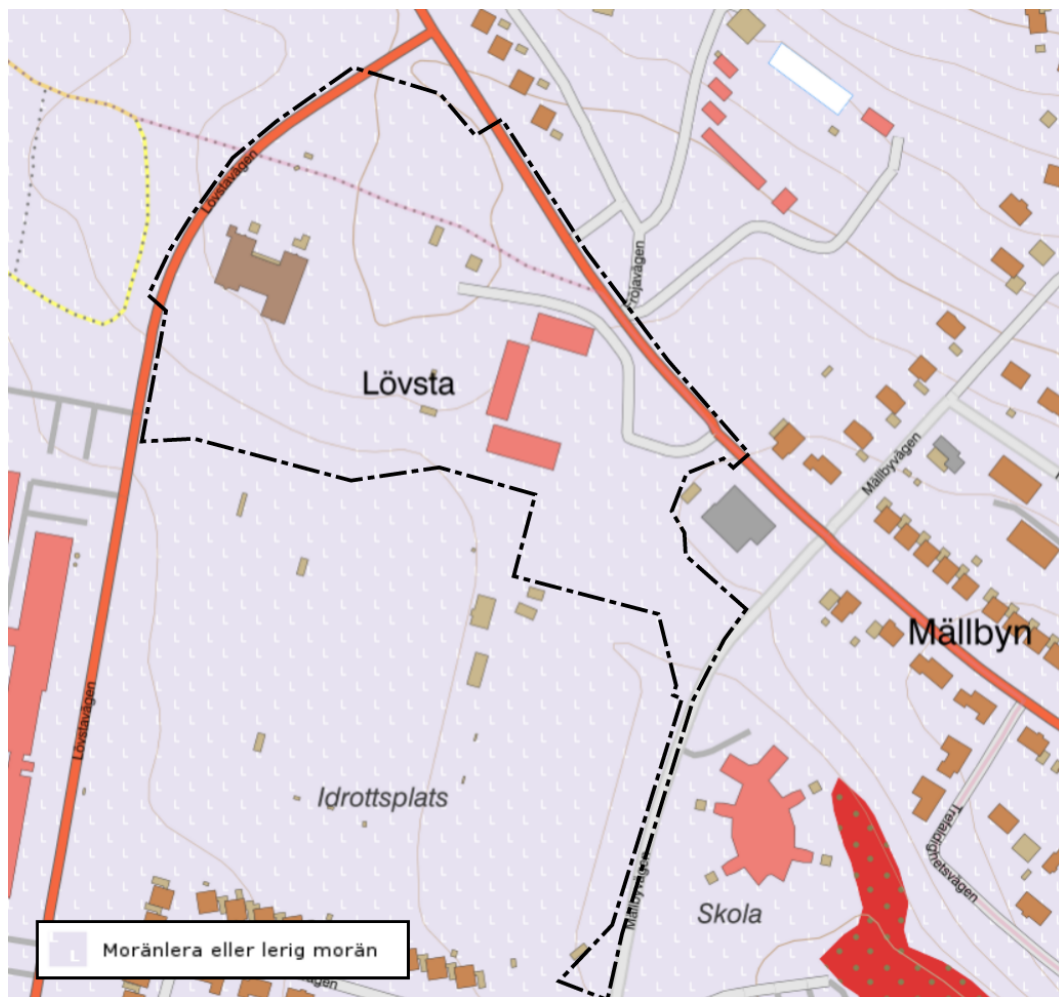 Lövstavägen
Fröjavägen
Lövsta
Mällbyvägen
Mällbyn
Lövstavägen
Idrottsplats
Trefaldighetsvägen
Mällbyvägen
Skola
Moränlera eller lerig morän